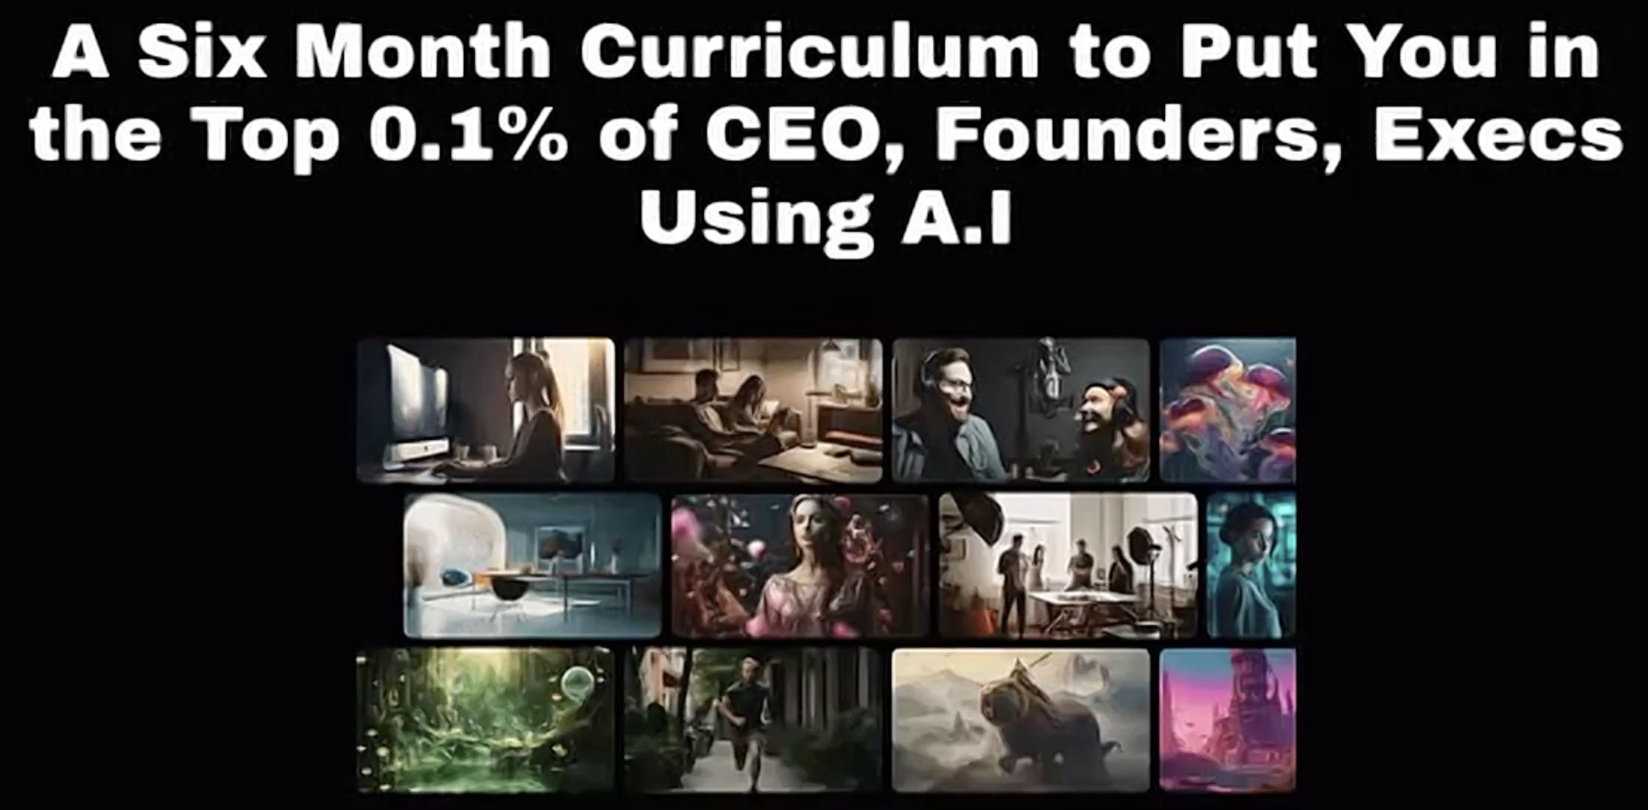 A Six Month Curriculum to Put You in
the Top 0.1% of CEO, Founders, Execs
Using A.I